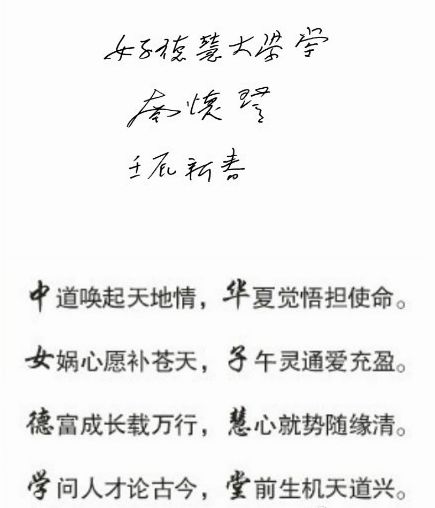 女子德慧大学堂
南怀瑾
壬辰新春
中道唤起天地情，华夏觉悟担使命。
女娲心愿补苍天，子午灵通爱充盈。
德富成长载万行，慧心就势随缘清。
学问人才论古今，堂前生机天道兴。